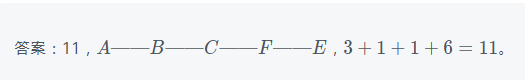 答案：11，A——B——C——F——E，3 + 1 + 1 + 6 = 11。